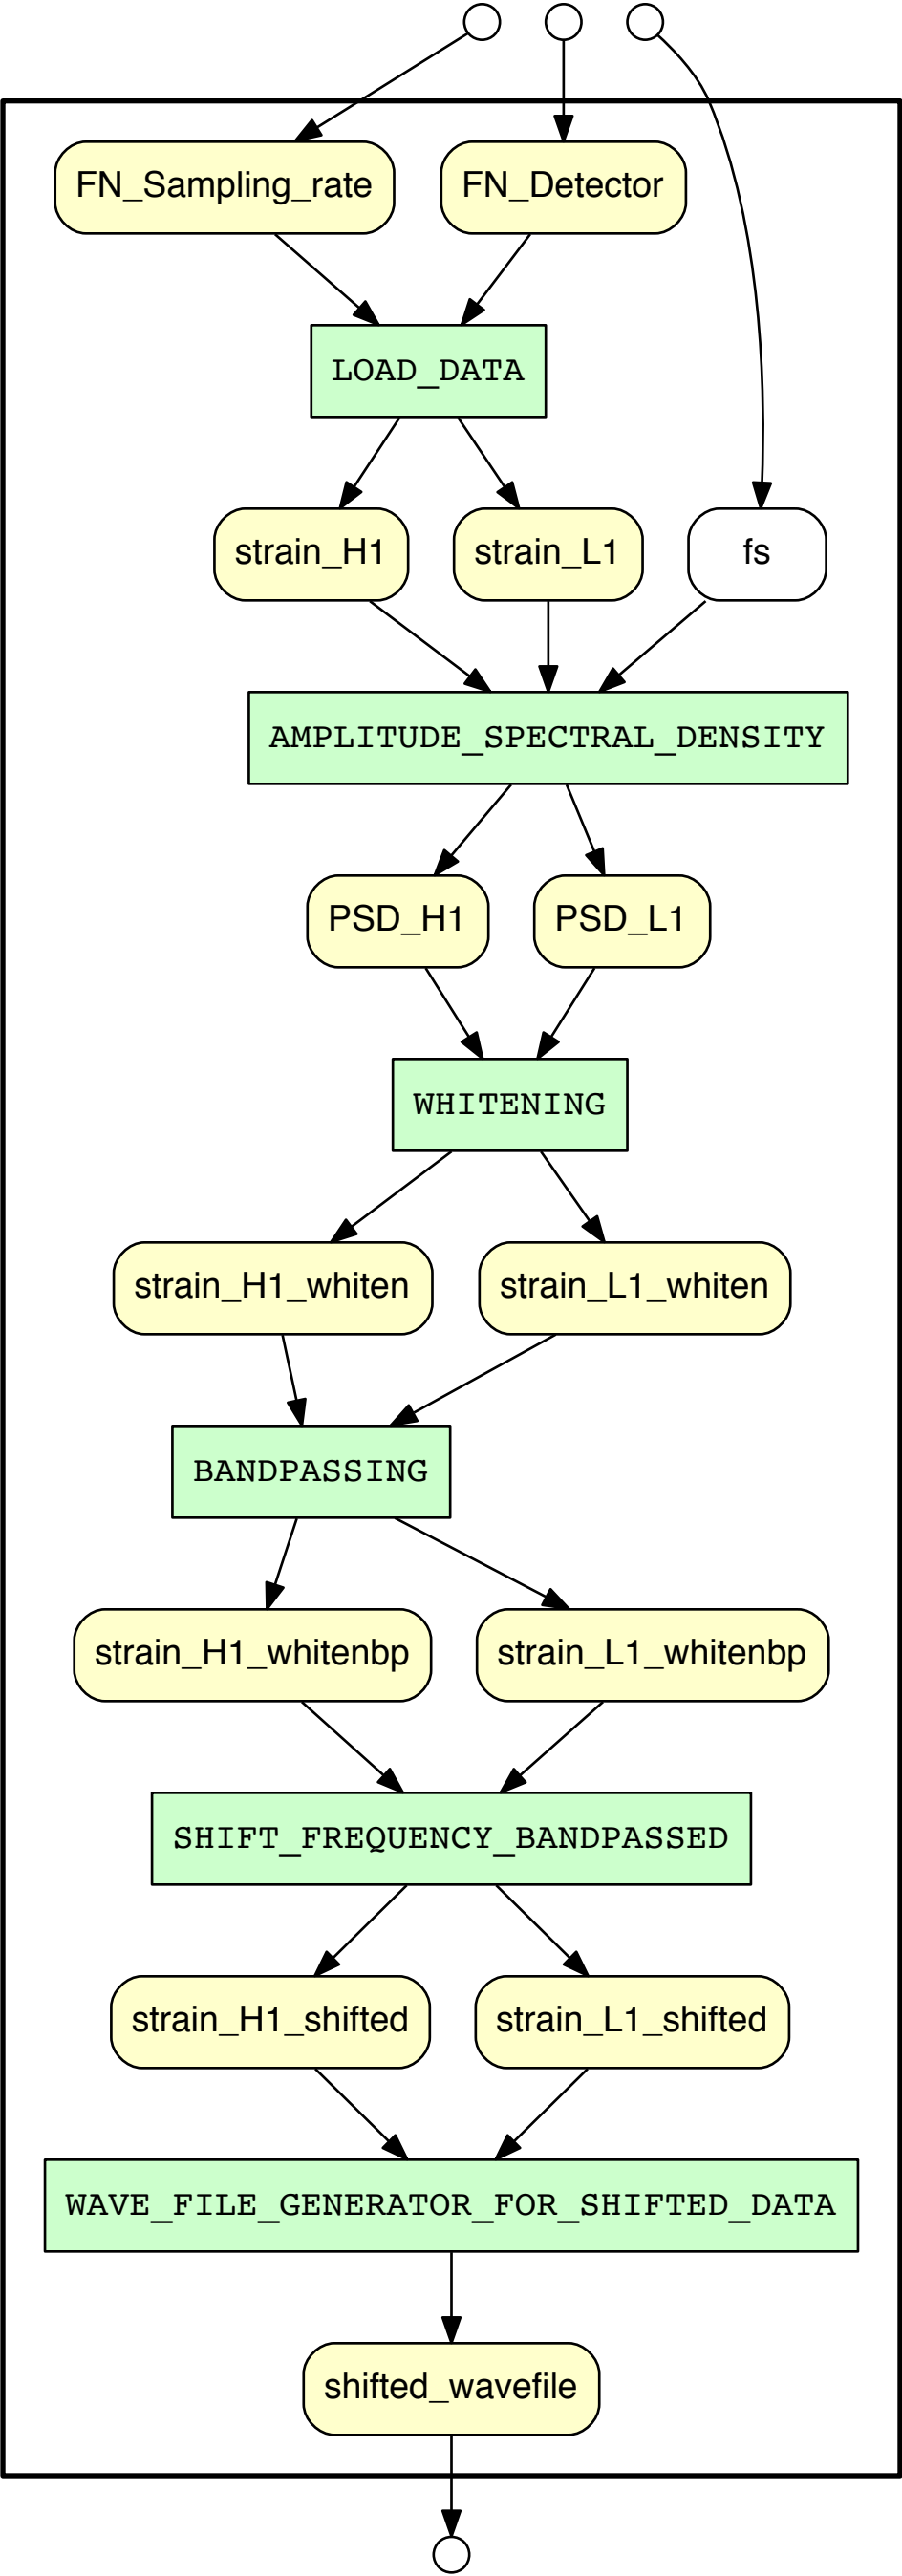 FN_Sampling_rate
FN_Detector
LOAD_DATA
strain_H1
strain_L1
fs
AMPLITUDE_SPECTRAL_DENSITY
PSD_H1
PSD_L1
WHITENING
strain_H1_whiten
strain_L1_whiten
BANDPASSING
strain_H1_whitenbp
strain_L1_whitenbp
SHIFT_FREQUENCY_BANDPASSED
strain_H1_shifted
strain_L1_shifted
WAVE_FILE_GENERATOR_FOR_SHIFTED_DATA
shifted_wavefile